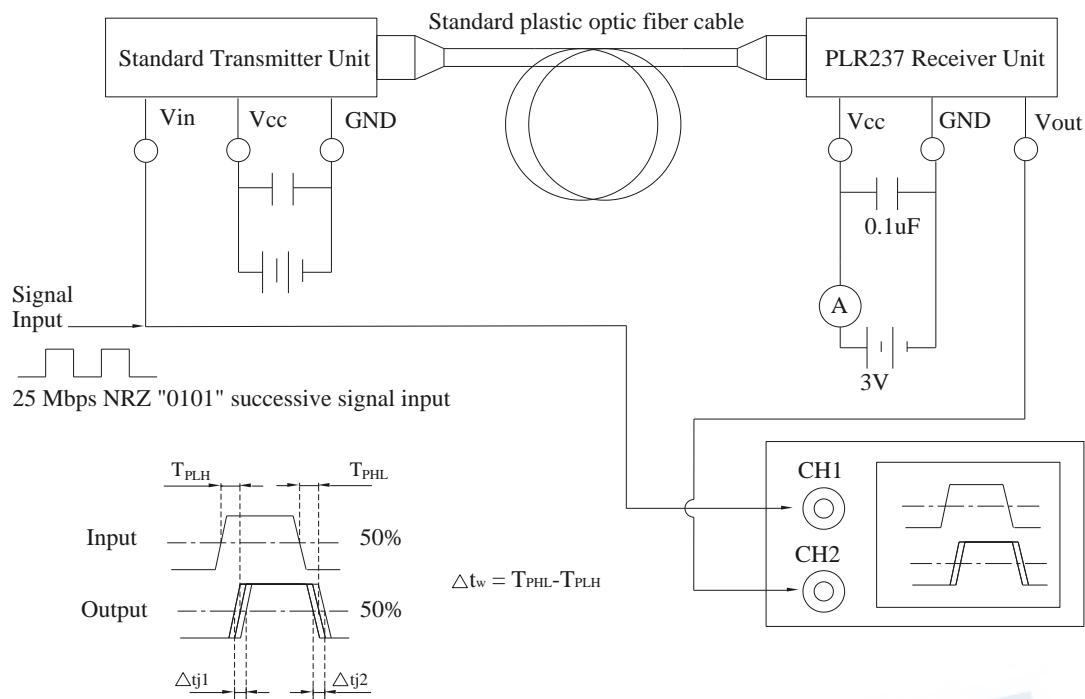 Standard plastic optic fiber cable
Standard Transmitter Unit
PLR237 Receiver Unit
Vin
Vcc
GND
Vcc
GND
Vout
0.1uF
A
3V
Signal
Input
25 Mbps NRZ "0101" successive signal input
TPLH
TPHL
Input
50%
Output
50%
△tw = TPHL-TPLH
△tj1
△tj2
CH1
CH2